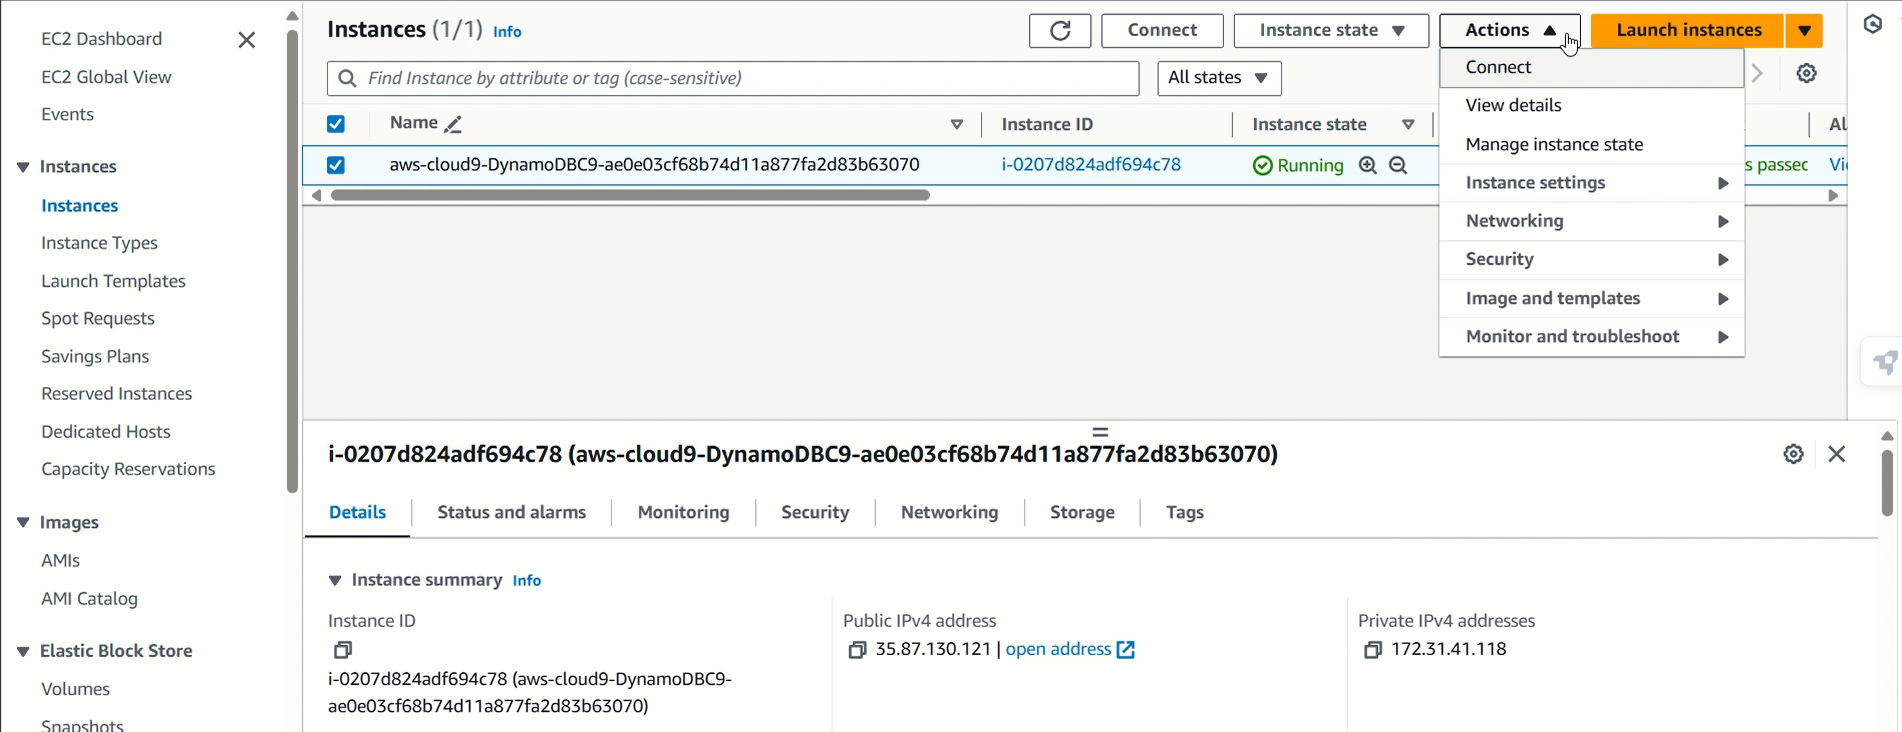 EC2 Dashboard
EC2 Global View
Events
Instances
Instances
Instance Types
Launch Templates
Spot Requests
Savings Plans
Reserved Instances
Dedicated Hosts
Capacity Reservations
Images
AMIs
AMI Catalog
Elastic Block Store
Volumes
Snapshots
Instances (1/1) Info
Connect
Instance state
Actions
Launch instances
Find Instance by attribute or tag (case-sensitive)
All states
Name
Instance ID
Instance state
Al
aws-cloud9-DynamoDBC9-ae0e03cf68b74d11a877fa2d83b63070
i-0207d824adf694c78
Running
s passec
Vi
Connect
View details
Manage instance state
Instance settings
Networking
Security
Image and templates
Monitor and troubleshoot
i-0207d824adf694c78 (aws-cloud9-DynamoDBC9-ae0e03cf68b74d11a877fa2d83b63070)
Details
Status and alarms
Monitoring
Security
Networking
Storage
Tags
Instance summary Info
Instance ID
i-0207d824adf694c78 (aws-cloud9-DynamoDBC9-
ae0e03cf68b74d11a877fa2d83b63070)
Public IPv4 address
35.87.130.121 | open address
Private IPv4 addresses
172.31.41.118